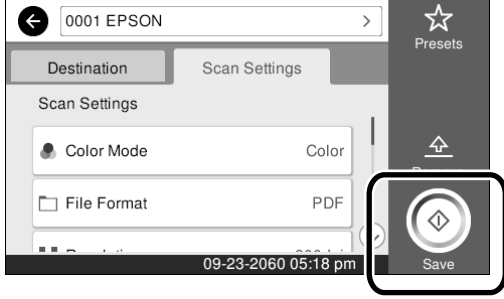 0001 EPSON
Presets
Destination
Scan Settings
Scan Settings
Color Mode
Color
File Format
PDF
09-23-2060 05:18 pm
Save